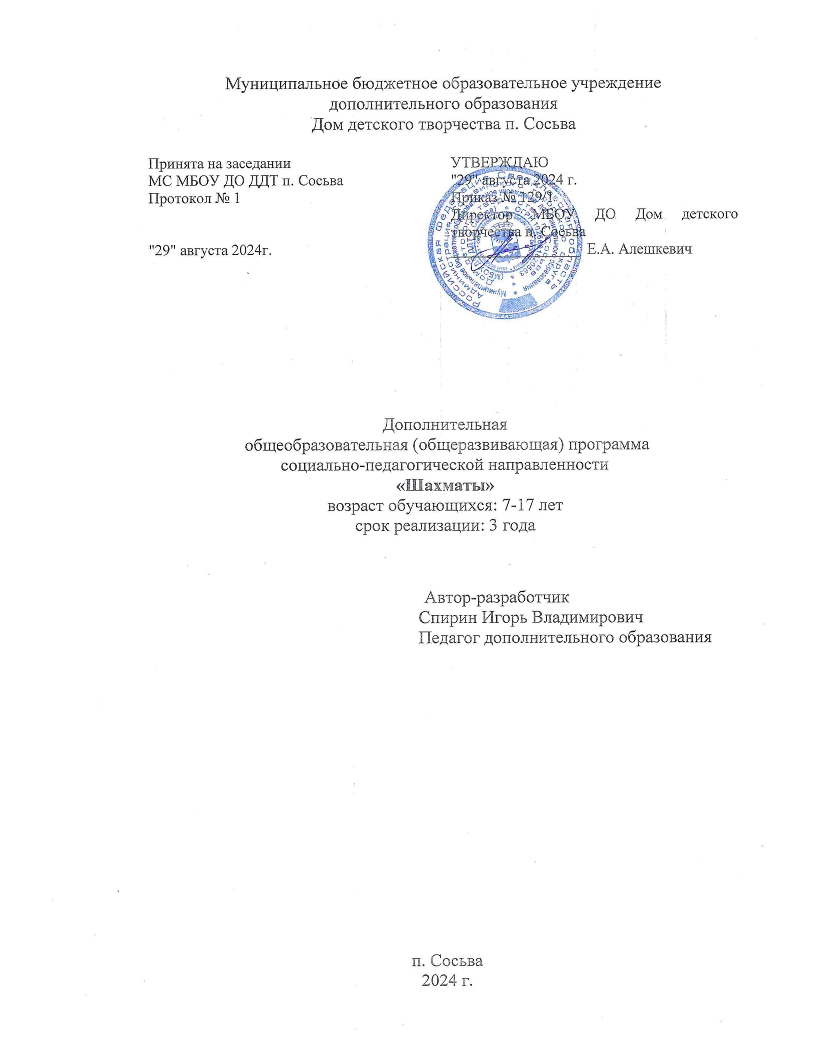 Муниципальное бюджетное образовательное учреждение
дополнительного образования
Дом детского творчества п. Сосьва
Принята на заседании
МС МБОУ ДО ДДТ п. Сосьва
Протокол № 1
"29" августа 2024г.
УТВЕРЖДАЮ
"29" августа 2024 г.
Приказ № 129/1
Директор МБОУ ДО Дом детского
творчества п. Сосьва
Е.А. Алешкевич
Дополнительная
общеобразовательная (общеразвивающая) программа
социально-педагогической направленности
«Шахматы»
возраст обучающихся: 7-17 лет
срок реализации: 3 года
Автор-разработчик
Спирин Игорь Владимирович
Педагог дополнительного образования
п. Сосьва
2024 г.